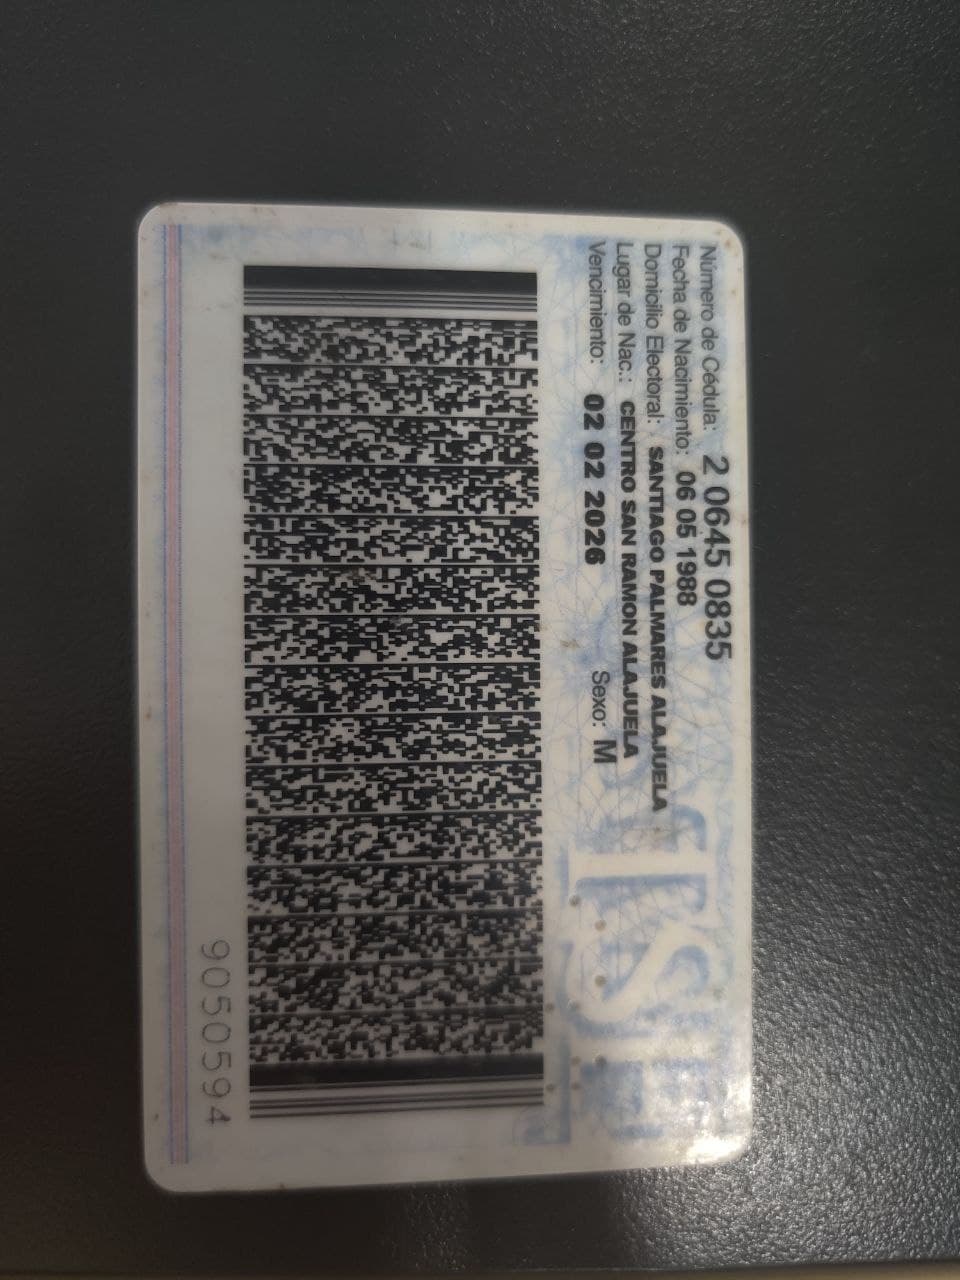 Número de Cédula: 2 0645 0835
Fecha de Nacimiento: 06 05 1988
Domicilio Electoral: SANTIAGO PALMARES ALAJUELA
Lugar de Nac.: CENTRO SAN RAMON ALAJUELA
Vencimiento: 02 02 2026 Sexo: M
TSE
9050594